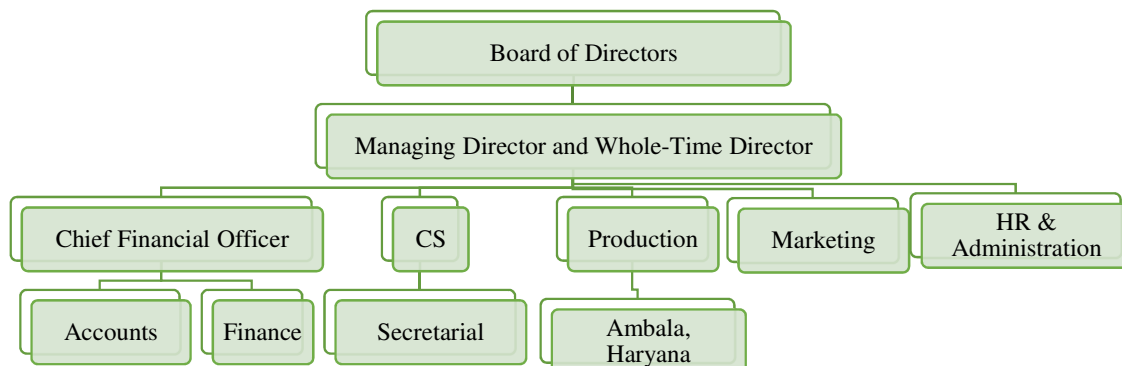 Board of Directors
Managing Director and Whole-Time Director
Chief Financial Officer
CS
Production
Marketing
HR &
Administration
Accounts
Finance
Secretarial
Ambala,
Haryana